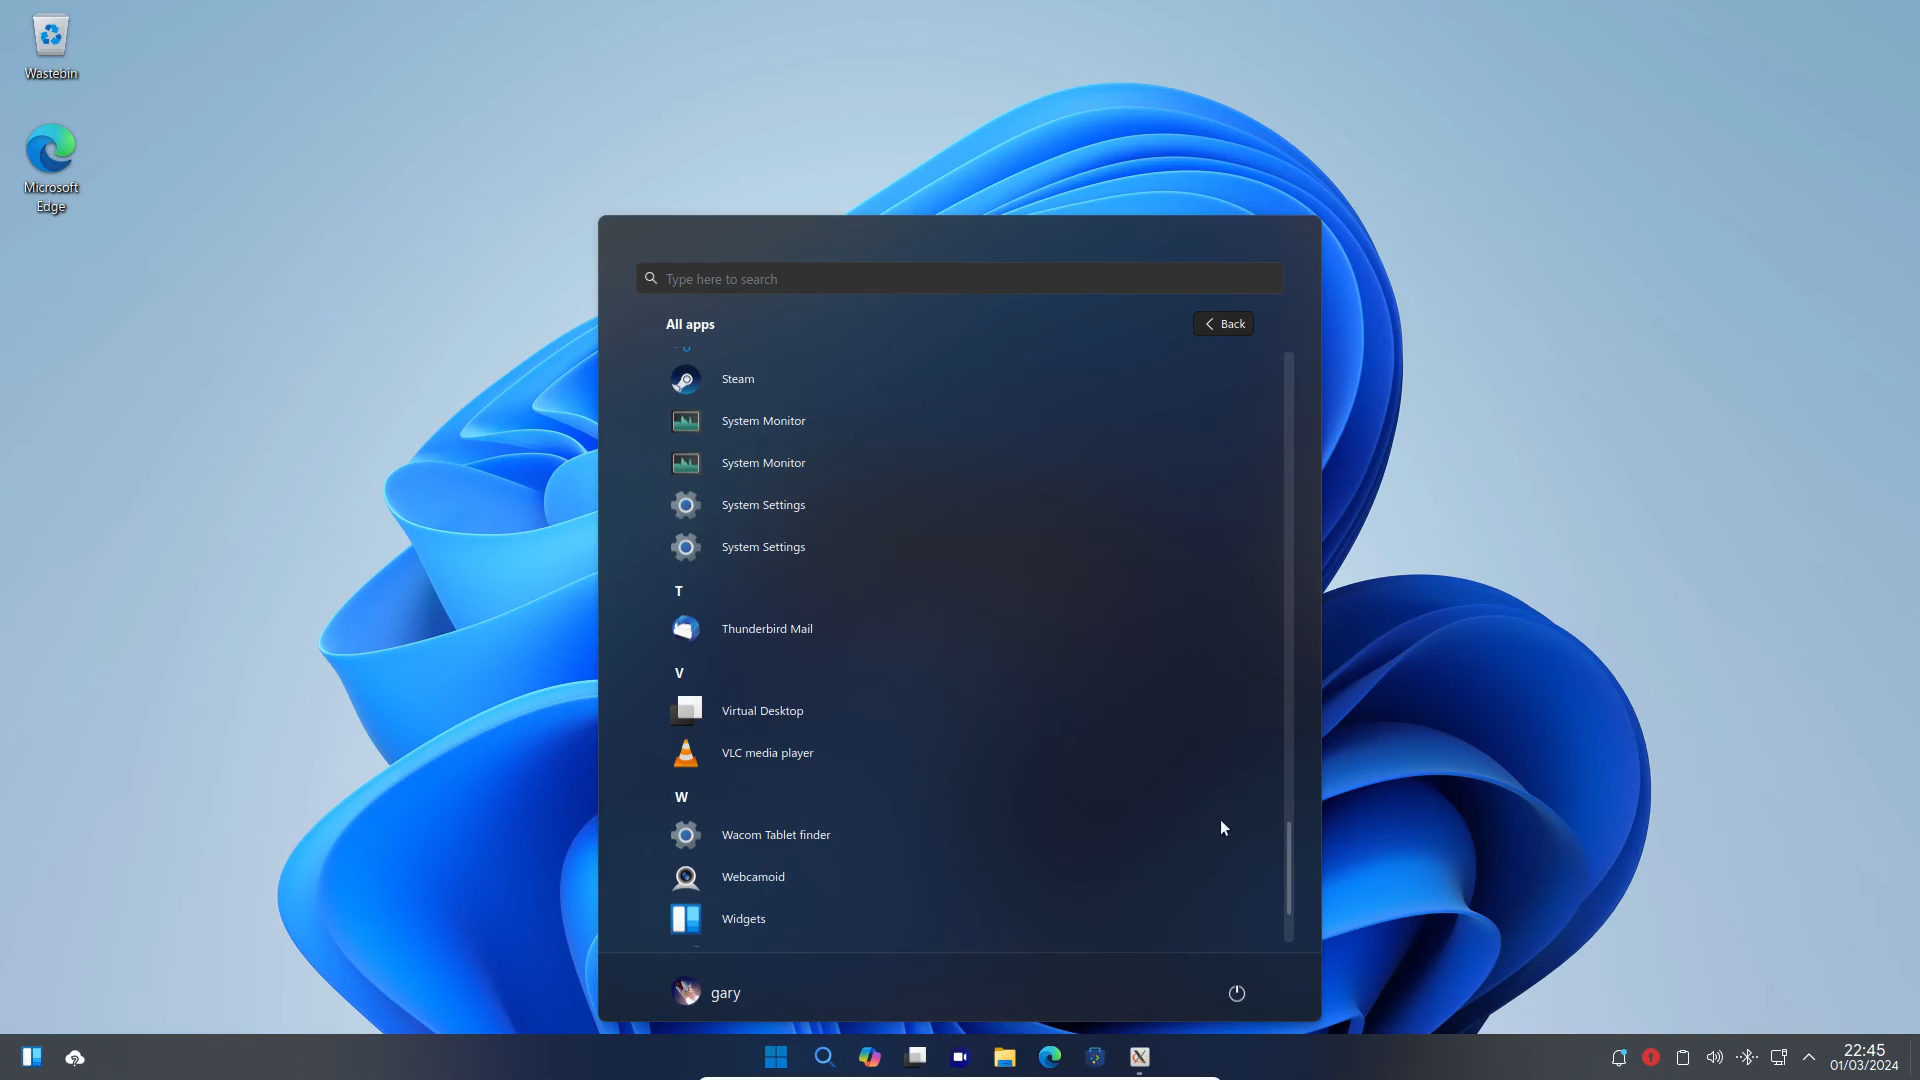 Wastebin
Microsoft
Edge
Type here to search
All apps
Back
Steam
System Monitor
System Monitor
System Settings
System Settings
T
Thunderbird Mail
V
Virtual Desktop
VLC media player
W
Wacom Tablet finder
Webcamoid
Widgets
gary
22:45
01/03/2024